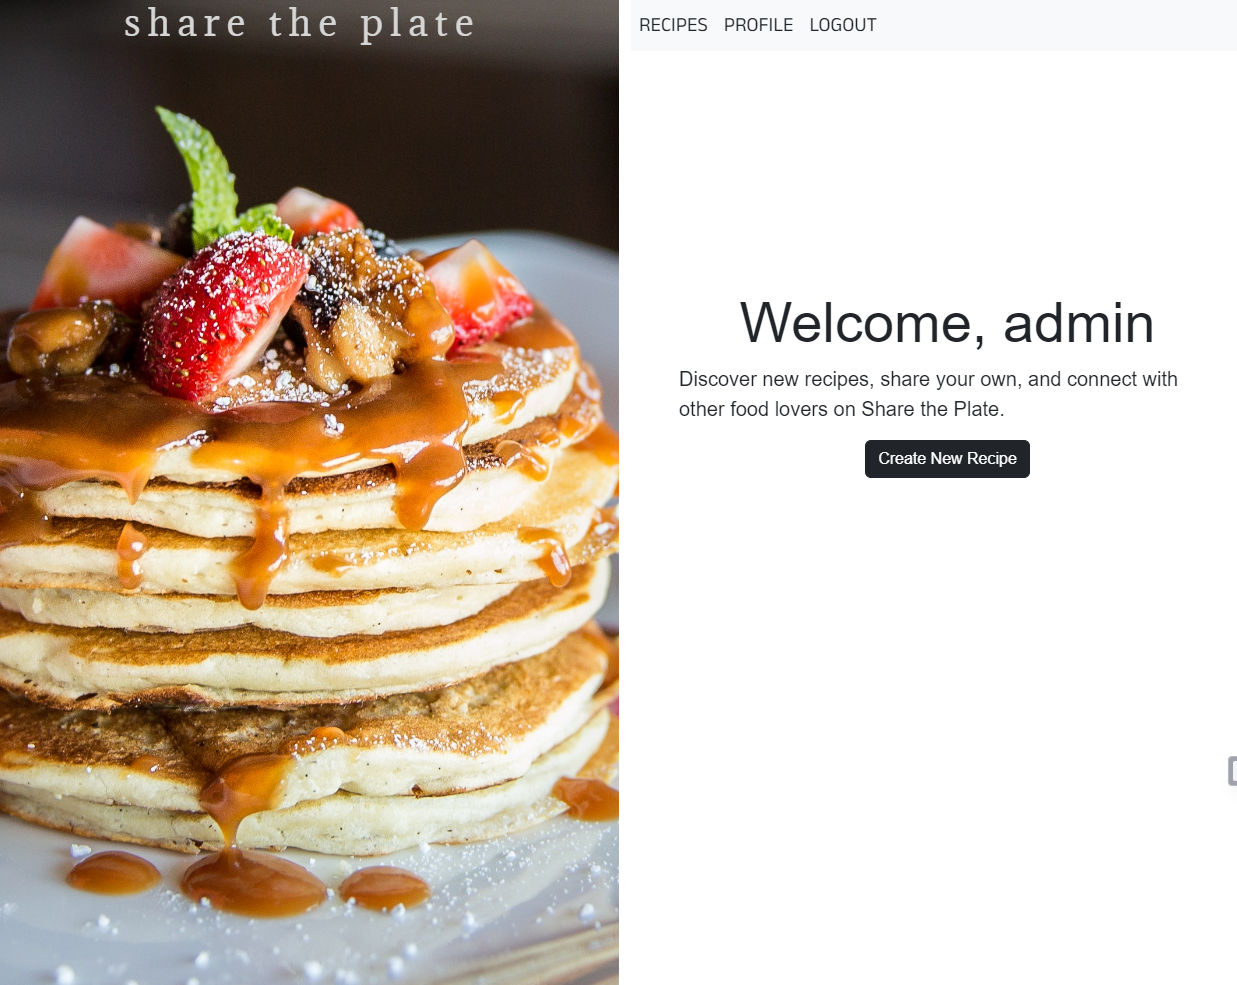 share the plate
RECIPES PROFILE LOGOUT
Welcome, admin
Discover new recipes, share your own, and connect with
other food lovers on Share the Plate.
Create New Recipe